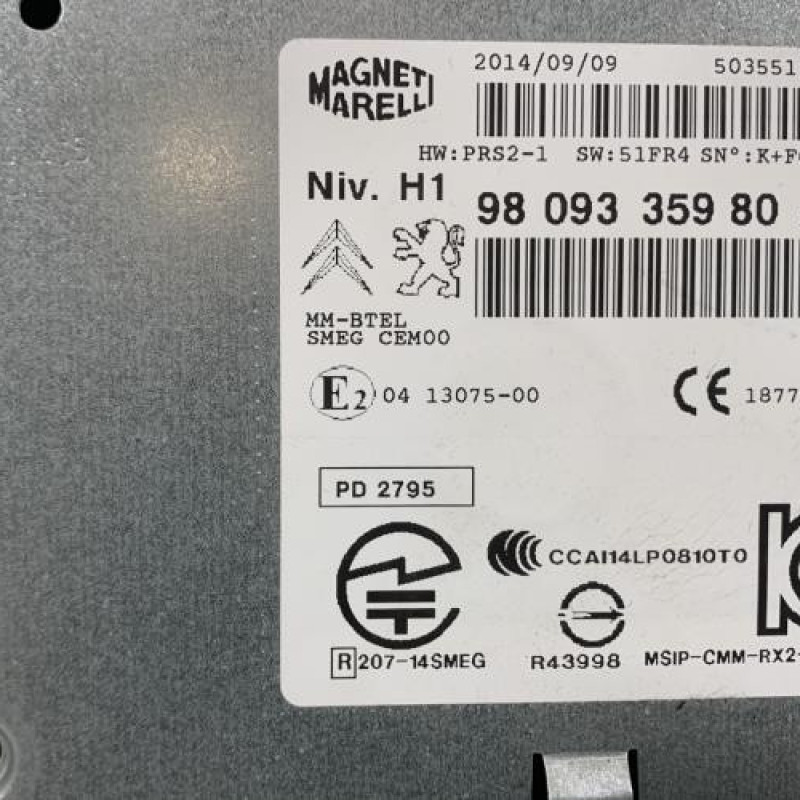 MAGNETI MARELLI
2014/09/09 503551
HW:PRS2-1 SW:51FR4 SN°:K+F
Niv. H1
98 093 359 80
MM-BTEL
SMEG CEM00
E2 04 13075-00
CE 1877
PD 2795
CCAI14LP0810T0
R 207-14SMEG
R43998
MSIP-CMM-RX2-